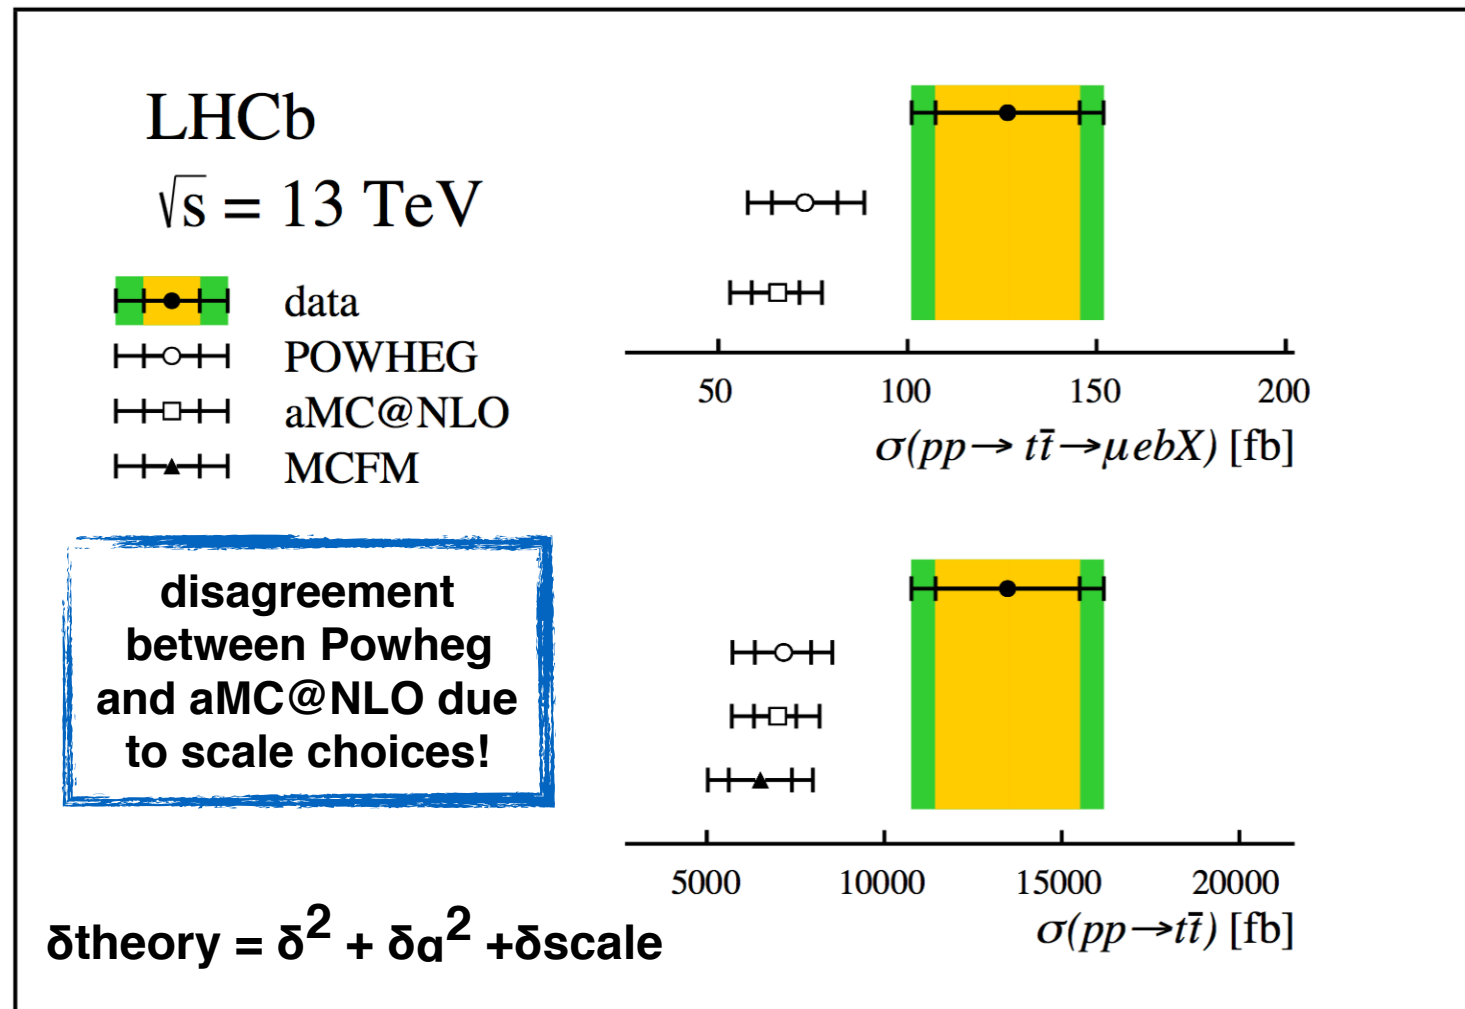 LHCb
√s = 13 TeV
data
POWHEG
aMC@NLO
MCFM
disagreement
between Powheg
and aMC@NLO due
to scale choices!
δtheory = δ² + δα² +δscale
50 100 150 200
σ(pp→ tt̄→μebX) [fb]
5000 10000 15000 20000
σ(pp→tt̄) [fb]